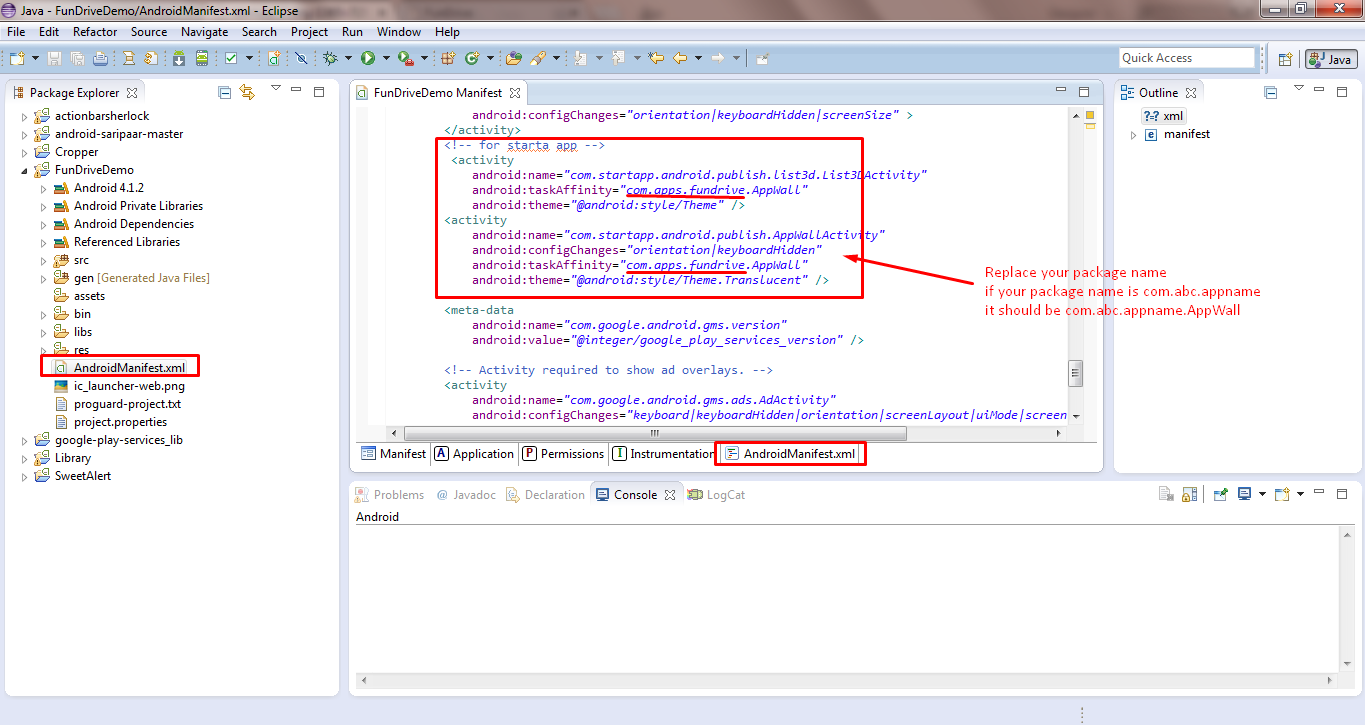 Java - FunDriveDemo/AndroidManifest.xml - Eclipse
File Edit Refactor Source Navigate Search Project Run Window Help
Quick Access
Java
Package Explorer
actionbarsherlock
android-saripaar-master
Cropper
FunDriveDemo
Android 4.1.2
Android Private Libraries
Android Dependencies
Referenced Libraries
src
gen [Generated Java Files]
assets
bin
libs
res
AndroidManifest.xml
ic_launcher-web.png
proguard-project.txt
project.properties
google-play-services_lib
Library
SweetAlert
FunDriveDemo Manifest
android:configChanges="orientation|keyboardHidden|screenSize" >
</activity>
<!-- for starta app -->
<activity
android:name="com.startapp.android.publish.list3d.List3DActivity"
android:taskAffinity="com.apps.fundrive.AppWall"
android:theme="@android:style/Theme" />
<activity
android:name="com.startapp.android.publish.AppWallActivity"
android:configChanges="orientation|keyboardHidden"
android:taskAffinity="com.apps.fundrive.AppWall"
android:theme="@android:style/Theme.Translucent" />
<meta-data
android:name="com.google.android.gms.version"
android:value="@integer/google_play_services_version" />
<!-- Activity required to show ad overlays. -->
<activity
android:name="com.google.android.gms.ads.AdActivity"
android:configChanges="keyboard|keyboardHidden|orientation|screenLayout|uiMode|screen
Replace your package name
if your package name is com.abc.appname
it should be com.abc.appname.AppWall
Manifest Application Permissions Instrumentation AndroidManifest.xml
Outline
xml
manifest
Problems Javadoc Declaration Console LogCat
Android